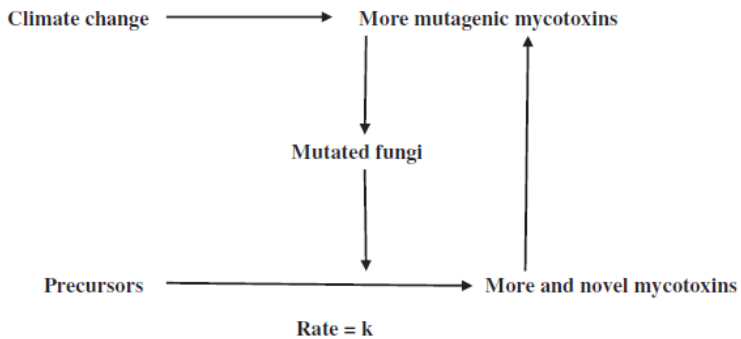 Climate change
More mutagenic mycotoxins
Mutated fungi
Precursors
More and novel mycotoxins
Rate = k